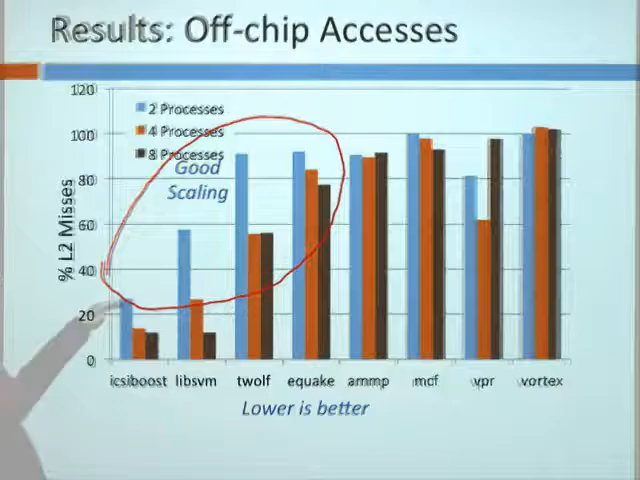 Results: Off-chip Accesses
120
2 Processes
4 Processes
100
8 Processes
Good
Scaling
80
60
40
20
0
% L2 Misses
icsiboost libsvm twolf equake ammp mcf vpr vortex
Lower is better